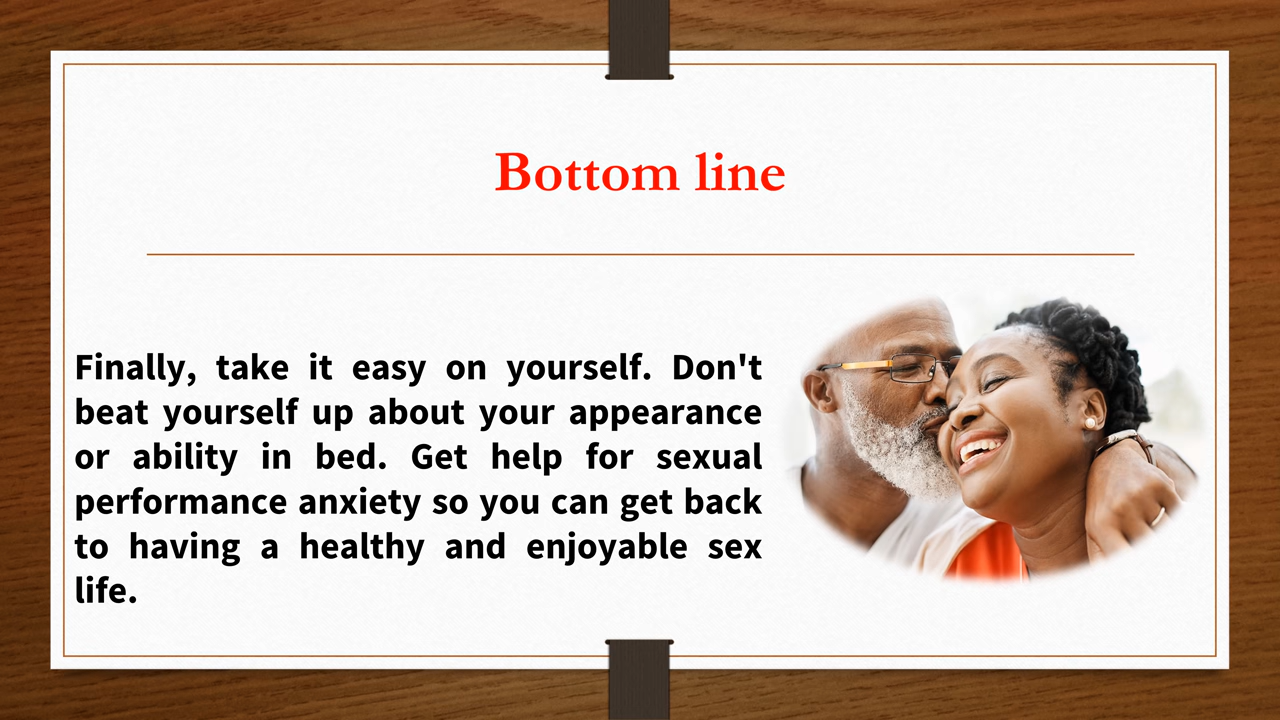 Bottom line
Finally, take it easy on yourself. Don't
beat yourself up about your appearance
or ability in bed. Get help for sexual
performance anxiety so you can get back
to having a healthy and enjoyable sex
life.